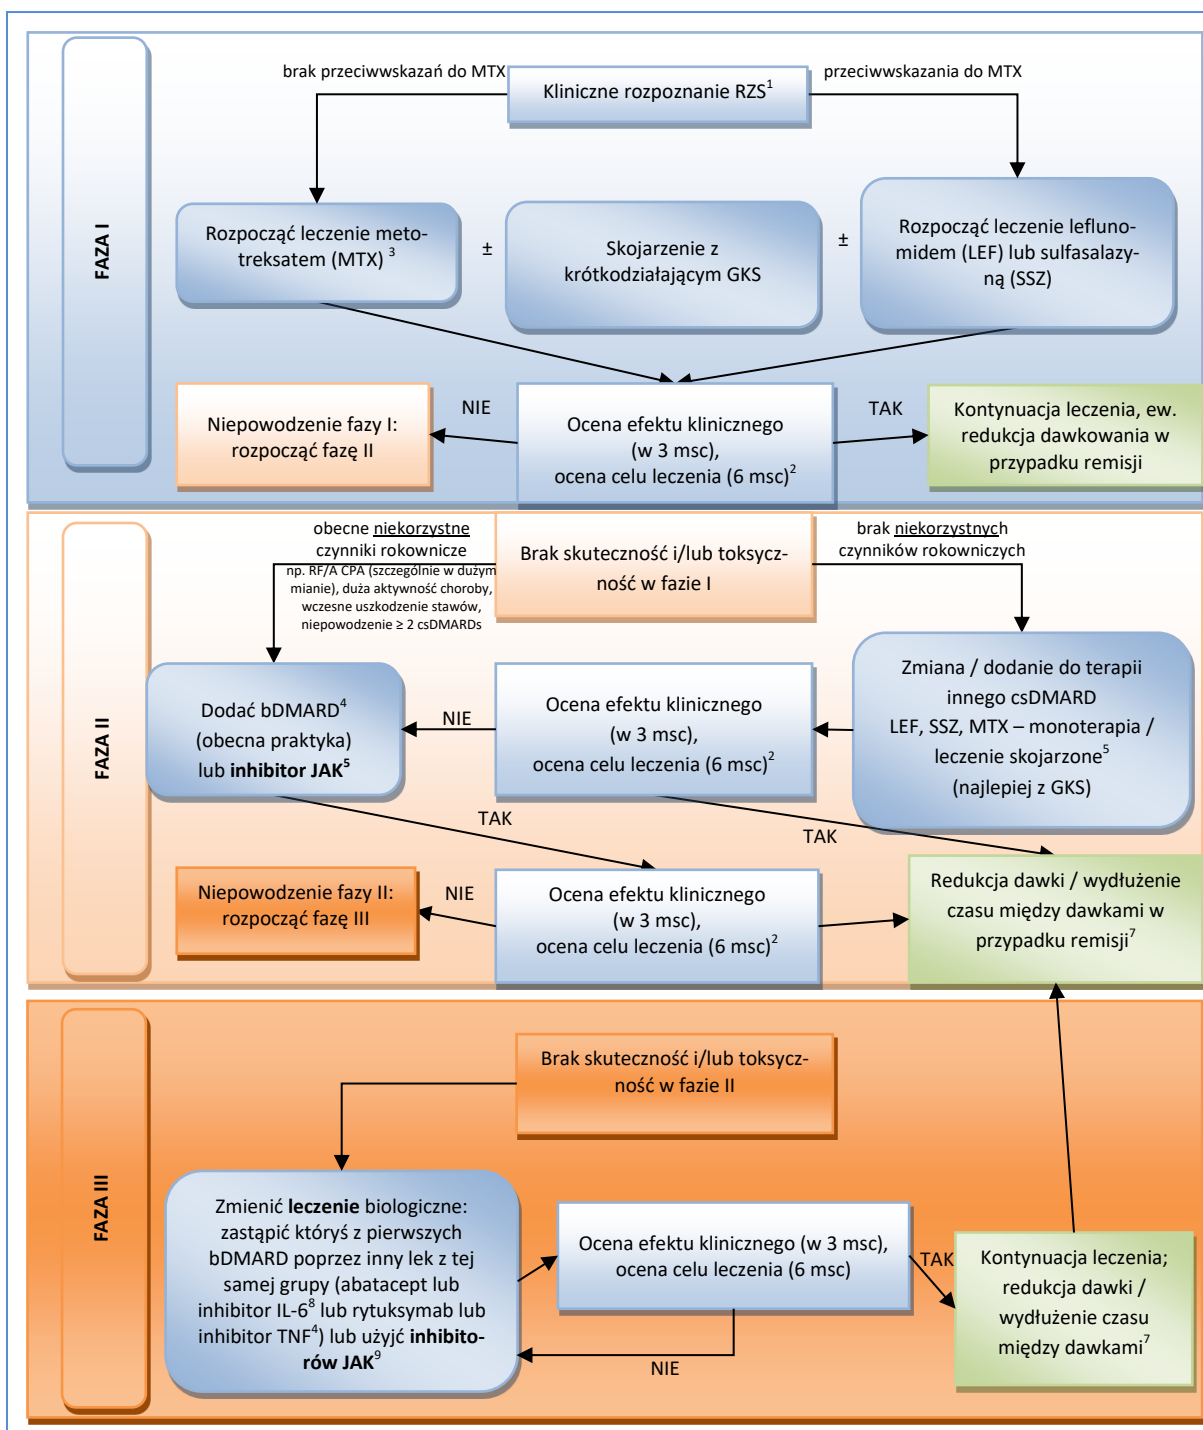 brak przeciwwskazań do MTX
przeciwwskazania do MTX
Kliniczne rozpoznanie RZS1
FAZA I
Rozpocząć leczenie meto-
treksatem (MTX) 3
±
Skojarzenie z
krótkodziałającym GKS
±
Rozpocząć leczenie lefluno-
midem (LEF) lub sulfasalazy-
ną (SSZ)
Niepowodzenie fazy I:
rozpocząć fazę II
NIE
Ocena efektu klinicznego
(w 3 msc),
ocena celu leczenia (6 msc)2
TAK
Kontynuacja leczenia, ew.
redukcja dawkowania w
przypadku remisji
FAZA II
obecne niekorzystne
czynniki rokownicze
np. RF/A CPA (szczególnie w dużym
mianie), duża aktywność choroby,
wczesne uszkodzenie stawów,
niepowodzenie ≥ 2 csDMARDs
Brak skuteczność i/lub toksycz-
ność w fazie I
brak niekorzystnych
czynników rokowniczych
Dodać bDMARD4
(obecna praktyka)
lub inhibitor JAK5
NIE
Ocena efektu klinicznego
(w 3 msc),
ocena celu leczenia (6 msc)2
Zmiana / dodanie do terapii
innego csDMARD
LEF, SSZ, MTX – monoterapia /
leczenie skojarzone5
(najlepiej z GKS)
TAK
TAK
Niepowodzenie fazy II:
rozpocząć fazę III
NIE
Ocena efektu klinicznego
(w 3 msc),
ocena celu leczenia (6 msc)2
Redukcja dawki / wydłużenie
czasu między dawkami w
przypadku remisji7
FAZA III
Brak skuteczność i/lub toksycz-
ność w fazie II
Zmienić leczenie biologiczne:
zastąpić któryś z pierwszych
bDMARD poprzez inny lek z tej
samej grupy (abatacept lub
inhibitor IL-68 lub rytuksymab lub
inhibitor TNF4) lub użyjć inhibito-
rów JAK9
Ocena efektu klinicznego (w 3 msc),
ocena celu leczenia (6 msc)
TAK
NIE
Kontynuacja leczenia;
redukcja dawki /
wydłużenie czasu
między dawkami7